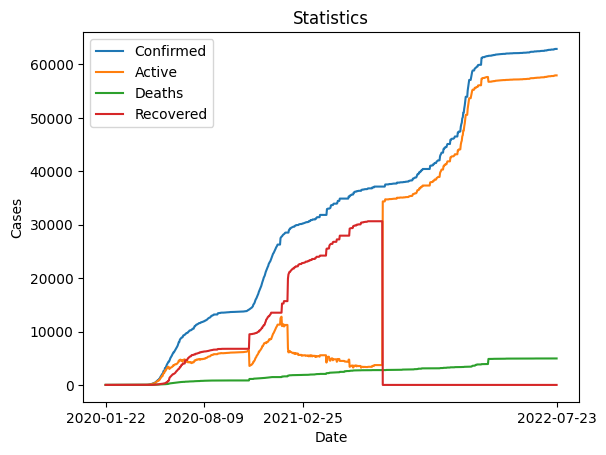 Statistics
Confirmed
Active
Deaths
Recovered
Cases
60000
50000
40000
30000
20000
10000
0
2020-01-22
2020-08-09
2021-02-25
2022-07-23
Date